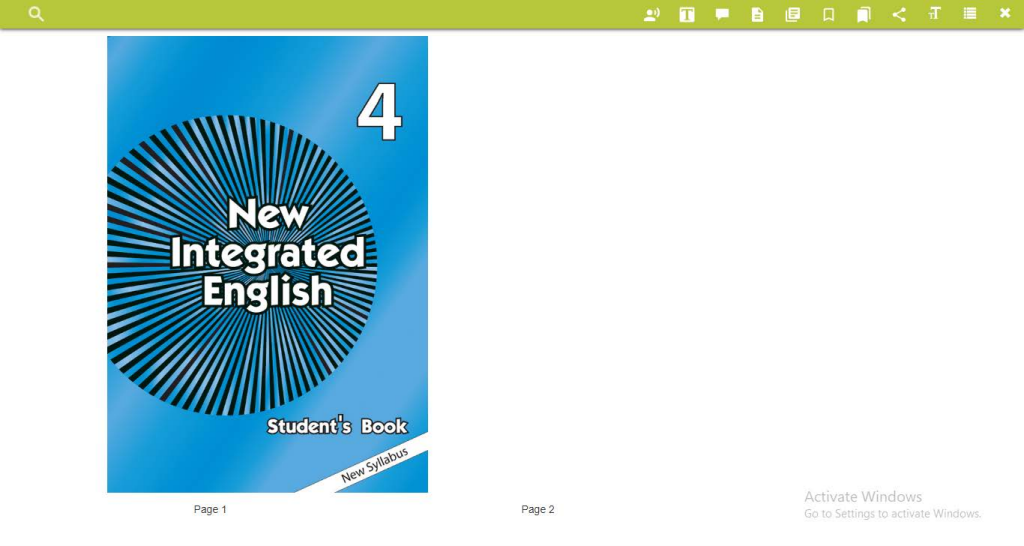 4
New
Integrated
English
Student's Book
New Syllabus
Page 1
Page 2
Activate Windows
Go to Settings to activate Windows.